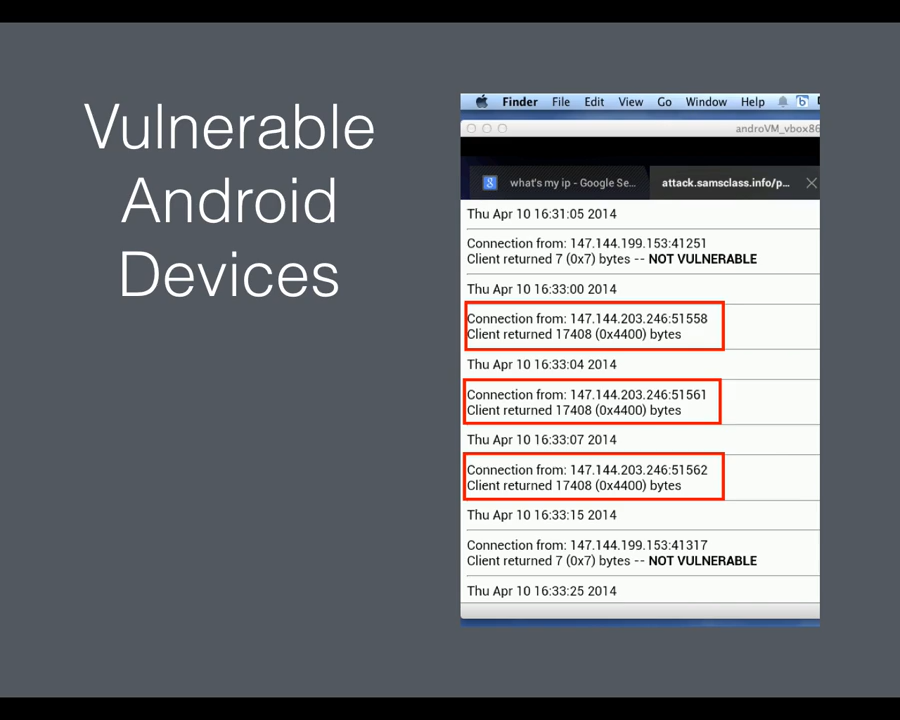 Vulnerable
Android
Devices
Finder File Edit View Go Window Help
androVM_vbox86
what's my ip - Google Se...
attack.samsclass.info/p...
Thu Apr 10 16:31:05 2014
Connection from: 147.144.199.153:41251
Client returned 7 (0x7) bytes -- NOT VULNERABLE
Thu Apr 10 16:33:00 2014
Connection from: 147.144.203.246:51558
Client returned 17408 (0x4400) bytes
Thu Apr 10 16:33:04 2014
Connection from: 147.144.203.246:51561
Client returned 17408 (0x4400) bytes
Thu Apr 10 16:33:07 2014
Connection from: 147.144.203.246:51562
Client returned 17408 (0x4400) bytes
Thu Apr 10 16:33:15 2014
Connection from: 147.144.199.153:41317
Client returned 7 (0x7) bytes -- NOT VULNERABLE
Thu Apr 10 16:33:25 2014